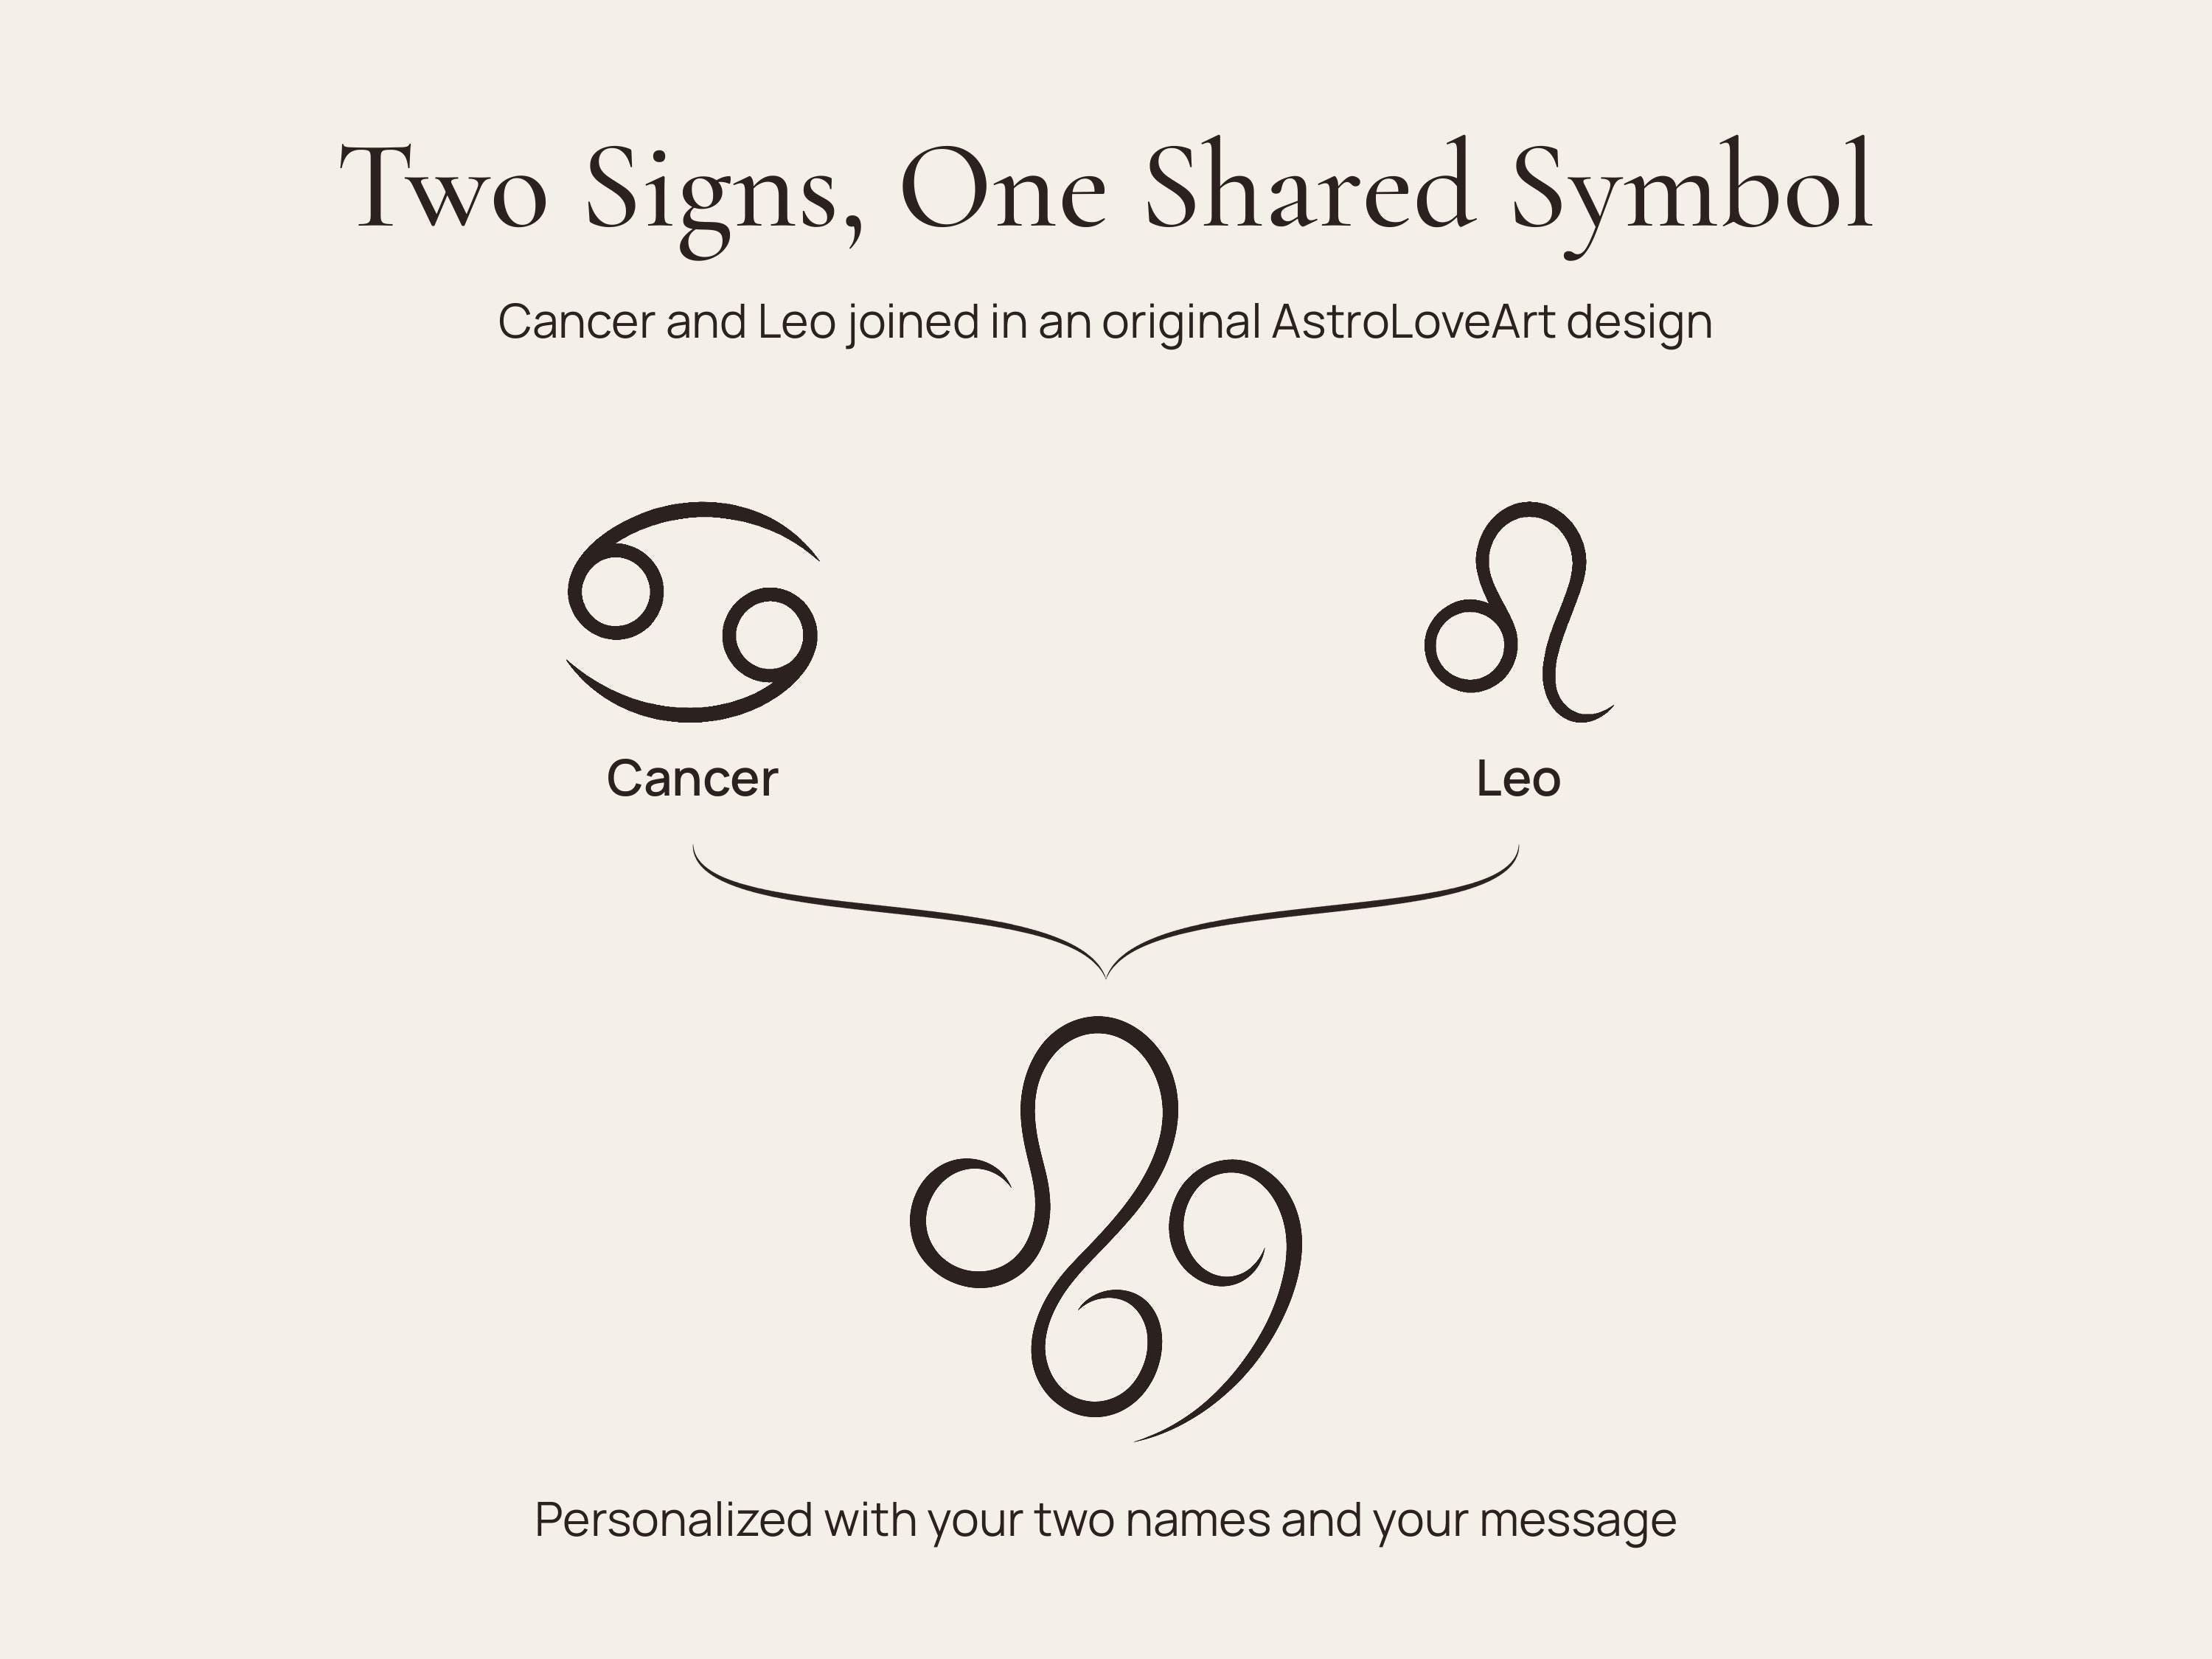 Two Signs, One Shared Symbol
Cancer and Leo joined in an original AstroLoveArt design
Cancer
Leo
Personalized with your two names and your message